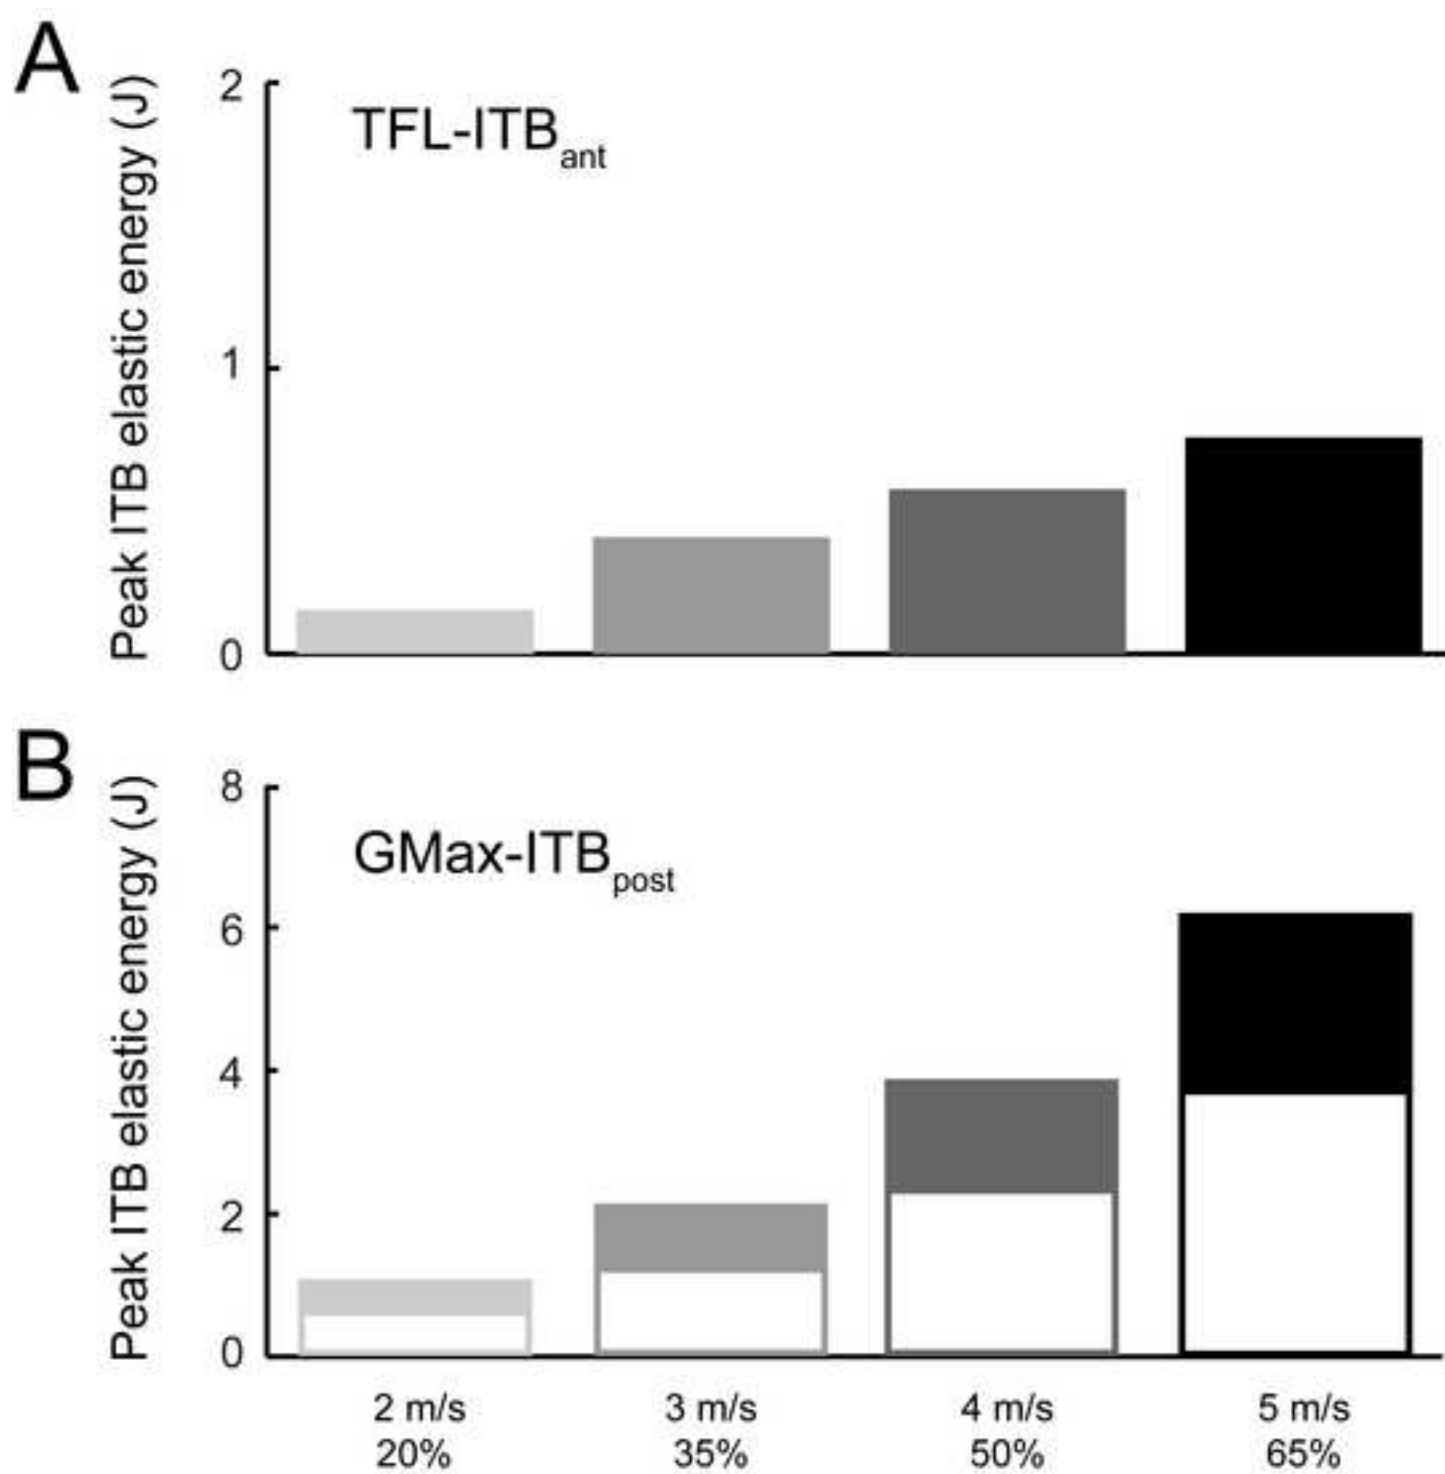 A
Peak ITB elastic energy (J)
2
TFL-ITBant
1
0
B
Peak ITB elastic energy (J)
8
GMax-ITBpost
6
4
2
0
2 m/s 3 m/s 4 m/s 5 m/s
20% 35% 50% 65%